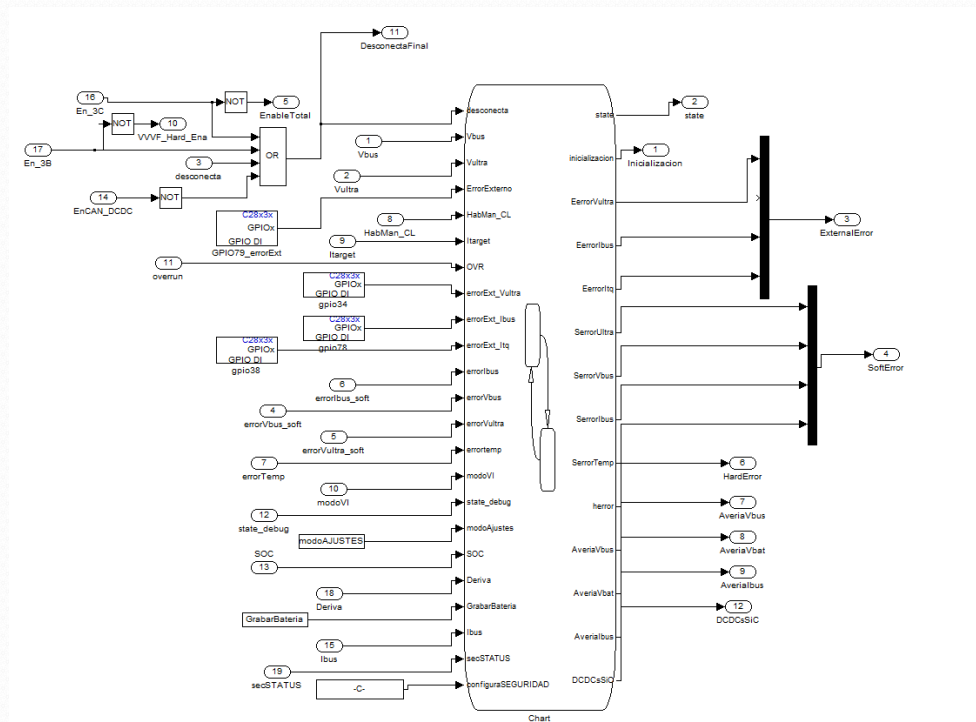 11
DesconectaFinal
16
En_3C
NOT
5
EnableTotal
NOT
10
VVVF_Hard_Ena
17
En_3B
OR
3
desconecta
14
EnCAN_DCDC
NOT
1
Vbus
2
Vultra
C28x3x
GPIOx
GPIO DI
GPIO79_errorExt
8
HabMan_CL
9
Itarget
11
overrun
C28x3x
GPIOx
GPIO DI
gpio34
C28x3x
GPIOx
GPIO DI
gpio78
C28x3x
GPIOx
GPIO DI
gpio38
6
errorIbus_soft
4
errorVbus_soft
5
errorVultra_soft
7
errorTemp
10
modoVI
12
state_debug
modoAJUSTES
SOC
13
18
Deriva
GrabarBateria
15
Ibus
19
secSTATUS
-C-
desconecta
Vbus
Vultra
ErrorExterno
HabMan_CL
Itarget
OVR
errorExt_Vultra
errorExt_Ibus
errorExt_Itq
errorIbus
errorVbus
errorVultra
errortemp
modoVI
state_debug
modoAjustes
SOC
Deriva
GrabarBateria
Ibus
secSTATUS
configuraSEGURIDAD
state
inicializacion
EerrorVultra
EerrorIbus
EerrorItq
SerrorUltra
SerrorVbus
SerrorIbus
SerrorTemp
herror
AveriaVbus
AveriaVbat
AveriaIbus
DCDCsSiC
Chart
2
state
1
Inicializacion
3
ExternalError
4
SoftError
6
HardError
7
AveriaVbus
8
AveriaVbat
9
AveriaIbus
12
DCDCsSiC